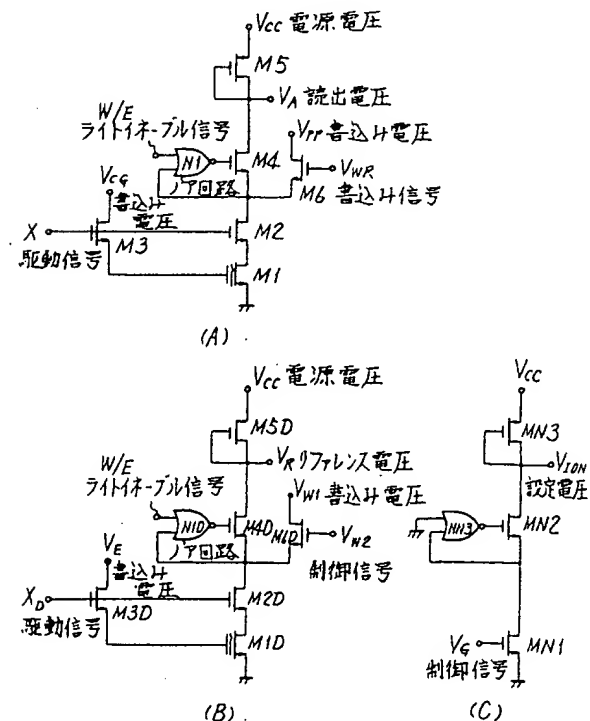 Vcc 電源電圧
M5
VA 読出電圧
W/E
ライトイネーブル信号
VPP 書込み電圧
N1
M4
VWR
VCG
ノア回路
M6 書込み信号
書込み
電圧
X
M2
駆動信号
M3
M1
(A)
Vcc 電源電圧
M5D
VR リファレンス電圧
W/E
ライトイネーブル信号
VW1 書込み電圧
N1D
M4D
M6D
VW2
制御信号
VE
ノア回路
書込み
電圧
XD
M2D
駆動信号
M3D
M1D
(B)
Vcc
MN3
VION
設定電圧
NN3
MN2
VG
制御信号
MN1
(C)